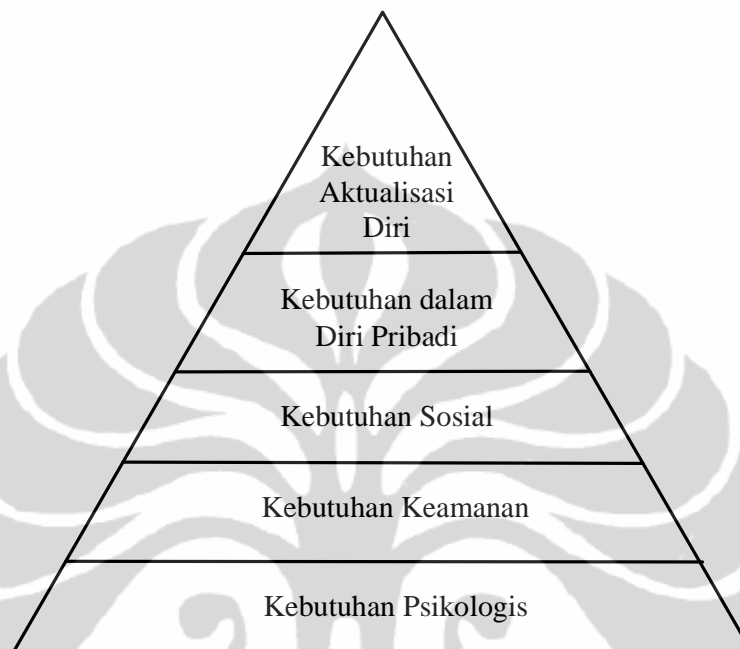 Kebutuhan
Aktualisasi
Diri
Kebutuhan dalam
Diri Pribadi
Kebutuhan Sosial
Kebutuhan Keamanan
Kebutuhan Psikologis